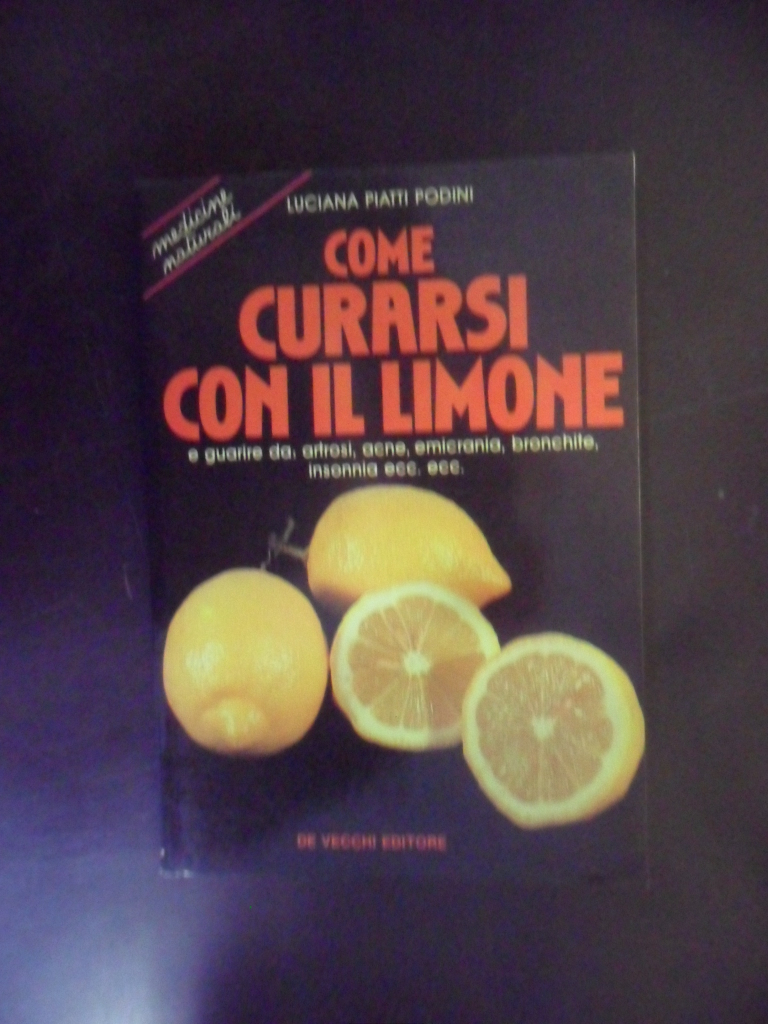 medicine
naturali
LUCIANA PIATTI PODINI
COME
CURARSI
CON IL LIMONE
e guarire da: artrosi, acne, emicrania, bronchite,
insonnia ecc. ecc.
DE VECCHI EDITORE